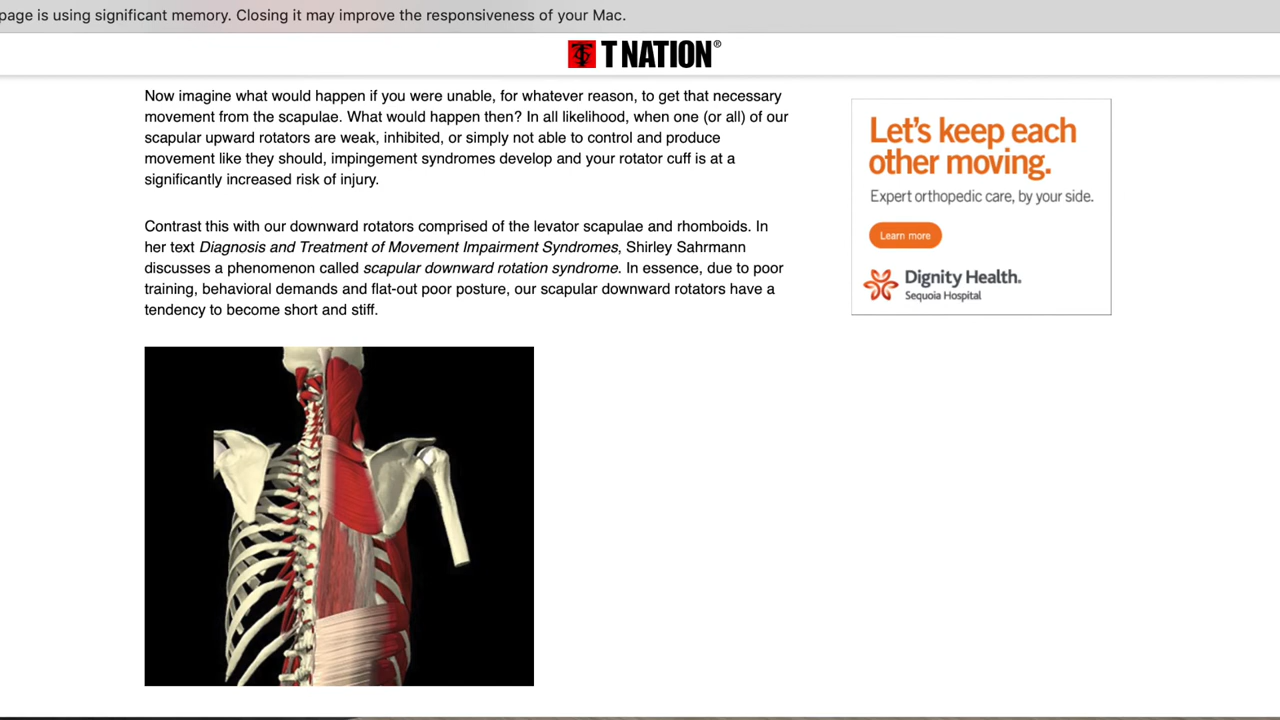 page is using significant memory. Closing it may improve the responsiveness of your Mac.
T NATION®
Now imagine what would happen if you were unable, for whatever reason, to get that necessary
movement from the scapulae. What would happen then? In all likelihood, when one (or all) of our
scapular upward rotators are weak, inhibited, or simply not able to control and produce
movement like they should, impingement syndromes develop and your rotator cuff is at a
significantly increased risk of injury.
Contrast this with our downward rotators comprised of the levator scapulae and rhomboids. In
her text Diagnosis and Treatment of Movement Impairment Syndromes, Shirley Sahrmann
discusses a phenomenon called scapular downward rotation syndrome. In essence, due to poor
training, behavioral demands and flat-out poor posture, our scapular downward rotators have a
tendency to become short and stiff.
Let's keep each
other moving.
Expert orthopedic care, by your side.
Learn more
Dignity Health.
Sequoia Hospital